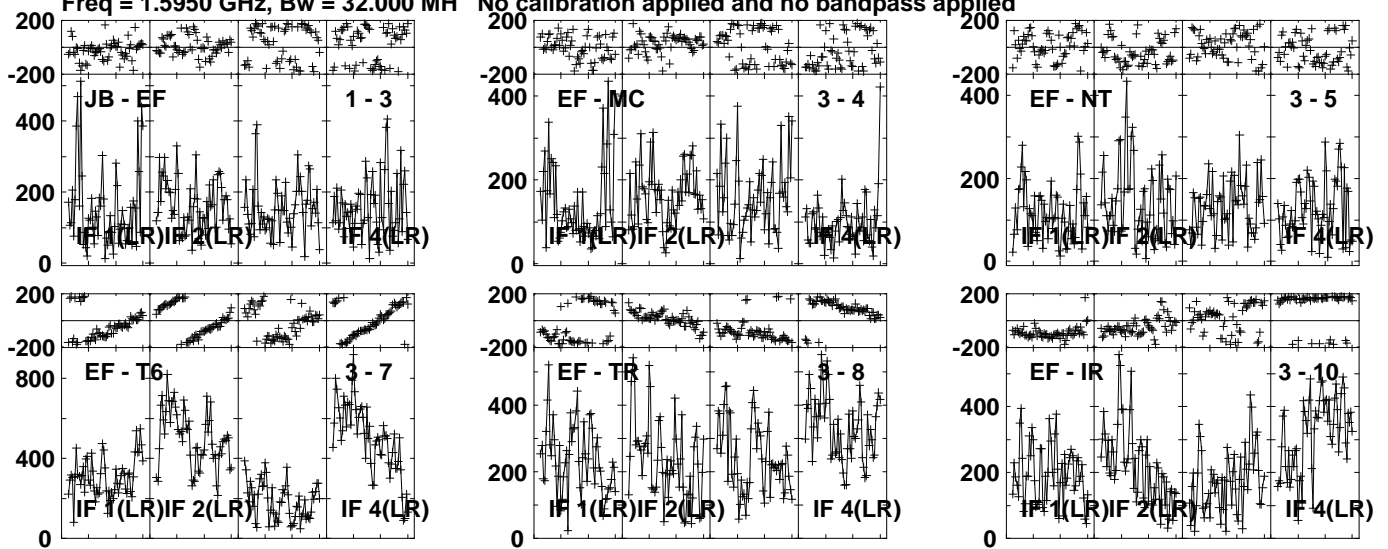 Freq = 1.5950 GHz, Bw = 32.000 MH No calibration applied and no bandpass applied
200
-200
JB - EF 1 - 3
400
200
0
IF 1(LR) IF 2(LR) IF 4(LR)
200
-200
EF - MC 3 - 4
400
200
0
IF 1(LR) IF 2(LR) IF 4(LR)
200
-200
EF - NT 3 - 5
400
200
0
IF 1(LR) IF 2(LR) IF 4(LR)
200
-200
EF - T6 3 - 7
800
400
0
IF 1(LR) IF 2(LR) IF 4(LR)
200
-200
EF - TR 3 - 8
400
200
0
IF 1(LR) IF 2(LR) IF 4(LR)
200
-200
EF - IR 3 - 10
400
200
0
IF 1(LR) IF 2(LR) IF 4(LR)